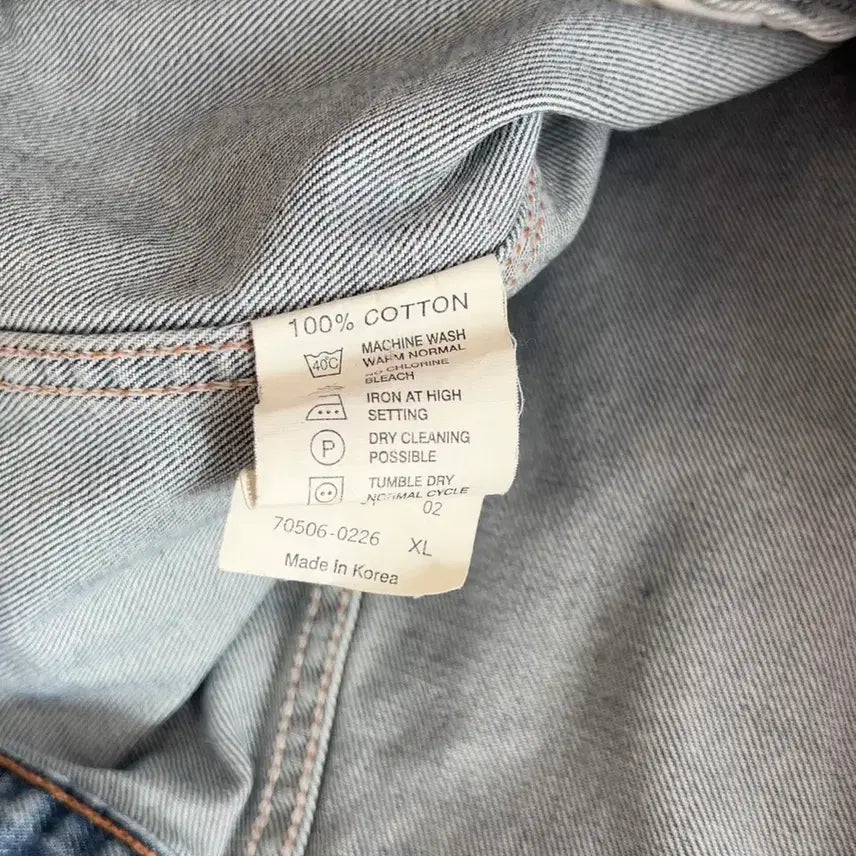 100% COTTON
40°C
MACHINE WASH
WARM NORMAL
NO CHLORINE
BLEACH
IRON AT HIGH
SETTING
P
DRY CLEANING
POSSIBLE
TUMBLE DRY
NORMAL CYCLE
02
70506-0226 XL
Made In Korea